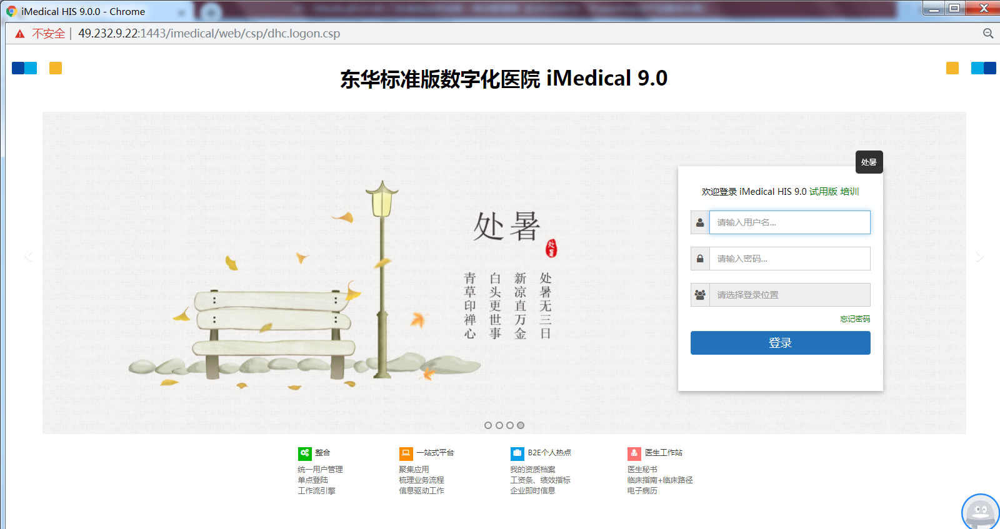 iMedical HIS 9.0.0 - Chrome
不安全 | 49.232.9.22:1443/imedical/web/csp/dhc.logon.csp
东华标准版数字化医院 iMedical 9.0
处暑
处暑
处暑无三日
新凉直万金
白头更世事
青草印禅心
处暑
欢迎登录 iMedical HIS 9.0 试用版 培训
请输入用户名...
请输入密码...
请选择登录位置
忘记密码
登录
整合
统一用户管理
单点登陆
工作流引擎
一站式平台
聚集应用
梳理业务流程
信息驱动工作
B2E个人热点
我的资质档案
工资条、绩效指标
企业即时信息
医生工作站
医生秘书
临床指南+临床路径
电子病历